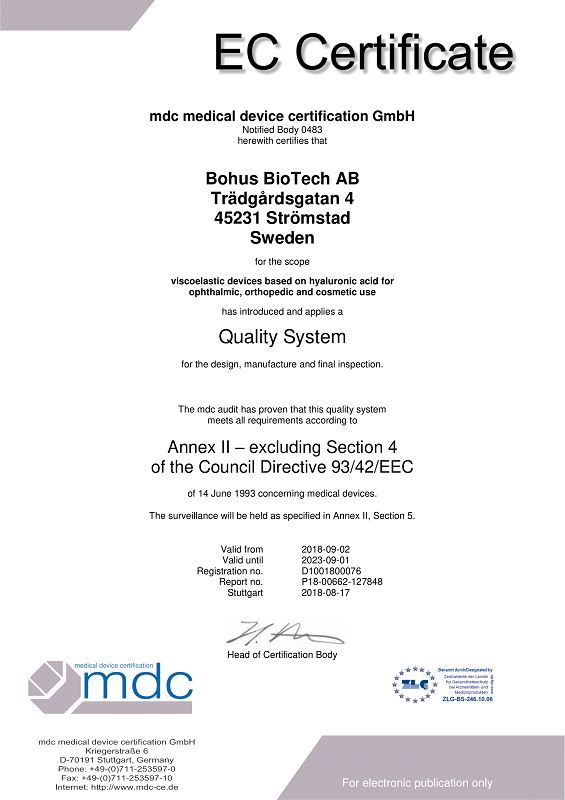 EC Certificate
mdc medical device certification GmbH
Notified Body 0483
herewith certifies that
Bohus BioTech AB
Trädgårdsgatan 4
45231 Strömstad
Sweden
for the scope
viscoelastic devices based on hyaluronic acid for
ophthalmic, orthopedic and cosmetic use
has introduced and applies a
Quality System
for the design, manufacture and final inspection.
The mdc audit has proven that this quality system
meets all requirements according to
Annex II – excluding Section 4
of the Council Directive 93/42/EEC
of 14 June 1993 concerning medical devices.
The surveillance will be held as specified in Annex II, Section 5.
Valid from 2018-09-02
Valid until 2023-09-01
Registration no. D1001800076
Report no. P18-00662-127848
Stuttgart 2018-08-17
Head of Certification Body
medical device certification
mdc
ZLG
Benannt durch/Designated by
Zentralstelle der Länder
für Gesundheitsschutz
bei Arzneimitteln und
Medizinprodukten
ZLG-BS-246.10.06
mdc medical device certification GmbH
Kriegerstraße 6
D-70191 Stuttgart, Germany
Phone: +49-(0)711-253597-0
Fax: +49-(0)711-253597-10
Internet: http://www.mdc-ce.de
For electronic publication only